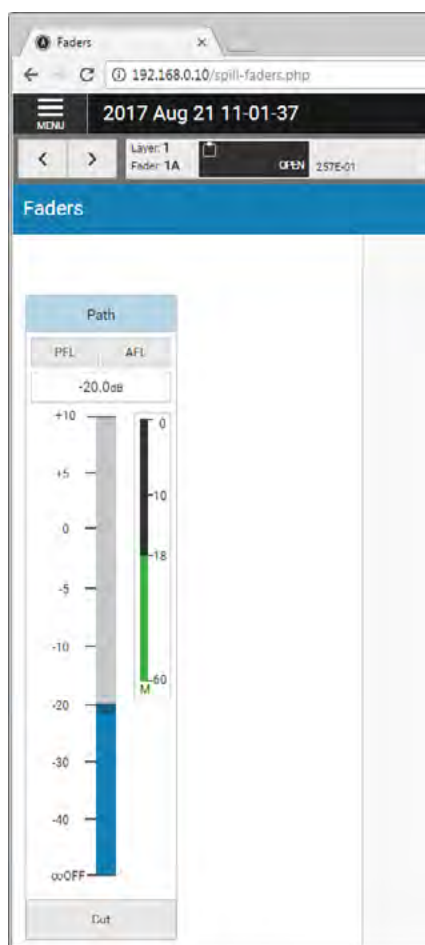 Faders ×
192.168.0.10/spill-faders.php
MENU
2017 Aug 21 11-01-37
Layer: 1
Fader: 1A
OPEN
257E-01
Faders
Path
PFL AFL
-20.0dB
+10
+5
0
-5
-10
-20
-30
-40
∞OFF
0
-10
-18
-60
M
Cut